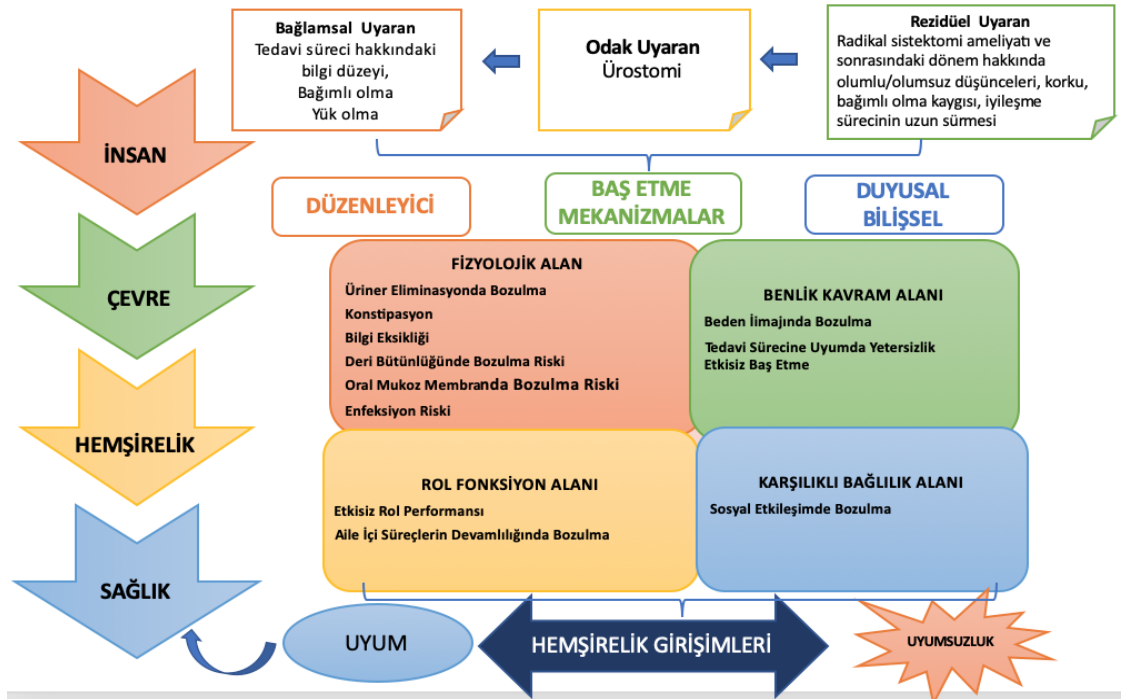 Bağlamsal Uyaran
Tedavi süreci hakkındaki
bilgi düzeyi,
Bağımlı olma
Yük olma
Odak Uyaran
Ürostomi
Rezidüel Uyaran
Radikal sistektomi ameliyatı ve
sonrasındaki dönem hakkında
olumlu/olumsuz düşünceleri, korku,
bağımlı olma kaygısı, iyileşme
sürecinin uzun sürmesi
İNSAN
ÇEVRE
HEMŞİRELİK
SAĞLIK
DÜZENLEYİCİ
BAŞ ETME
MEKANİZMALAR
DUYUSAL
BİLİŞSEL
FİZYOLOJİK ALAN
Üriner Eliminasyonda Bozulma
Konstipasyon
Bilgi Eksikliği
Deri Bütünlüğünde Bozulma Riski
Oral Mukoz Membranda Bozulma Riski
Enfeksiyon Riski
BENLİK KAVRAM ALANI
Beden İimajında Bozulma
Tedavi Sürecine Uyumda Yetersizlik
Etkisiz Baş Etme
ROL FONKSİYON ALANI
Etkisiz Rol Performansı
Aile İçi Süreçlerin Devamlılığında Bozulma
KARŞILIKLI BAĞLILIK ALANI
Sosyal Etkileşimde Bozulma
UYUM
HEMŞİRELİK GİRİŞİMLERİ
UYUMSUZLUK